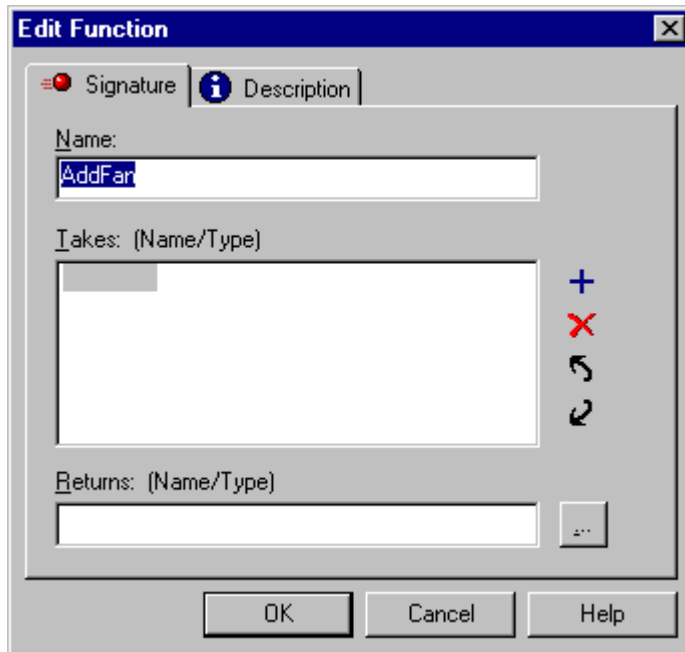 Edit Function
Signature
Description
Name:
AddFan
Takes: (Name/Type)
Returns: (Name/Type)
...
OK
Cancel
Help